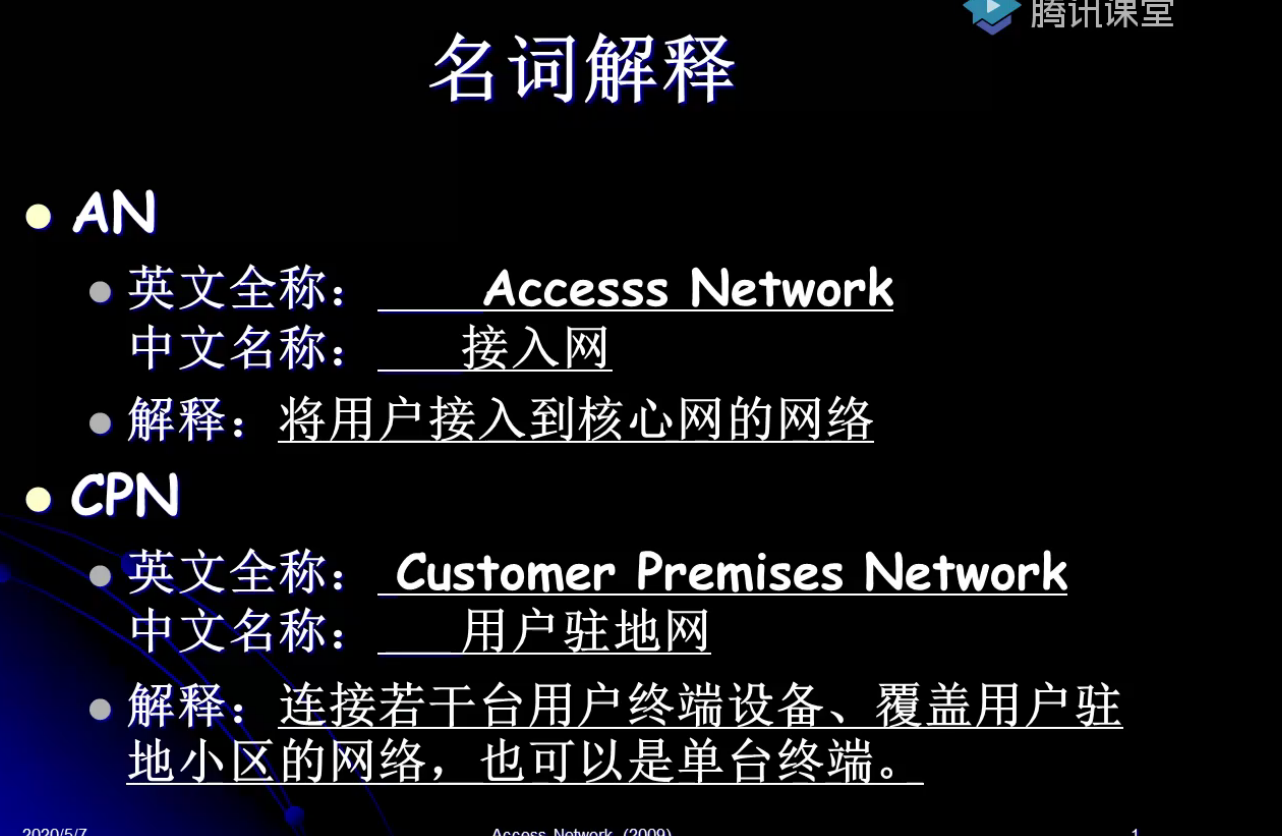 腾讯课堂
名词解释
AN
英文全称： Accesss Network
中文名称： 接入网
解释：将用户接入到核心网的网络
CPN
英文全称： Customer Premises Network
中文名称： 用户驻地网
解释：连接若干台用户终端设备、覆盖用户驻
地小区的网络，也可以是单台终端。
2020/5/7 Access Network (2009) 1